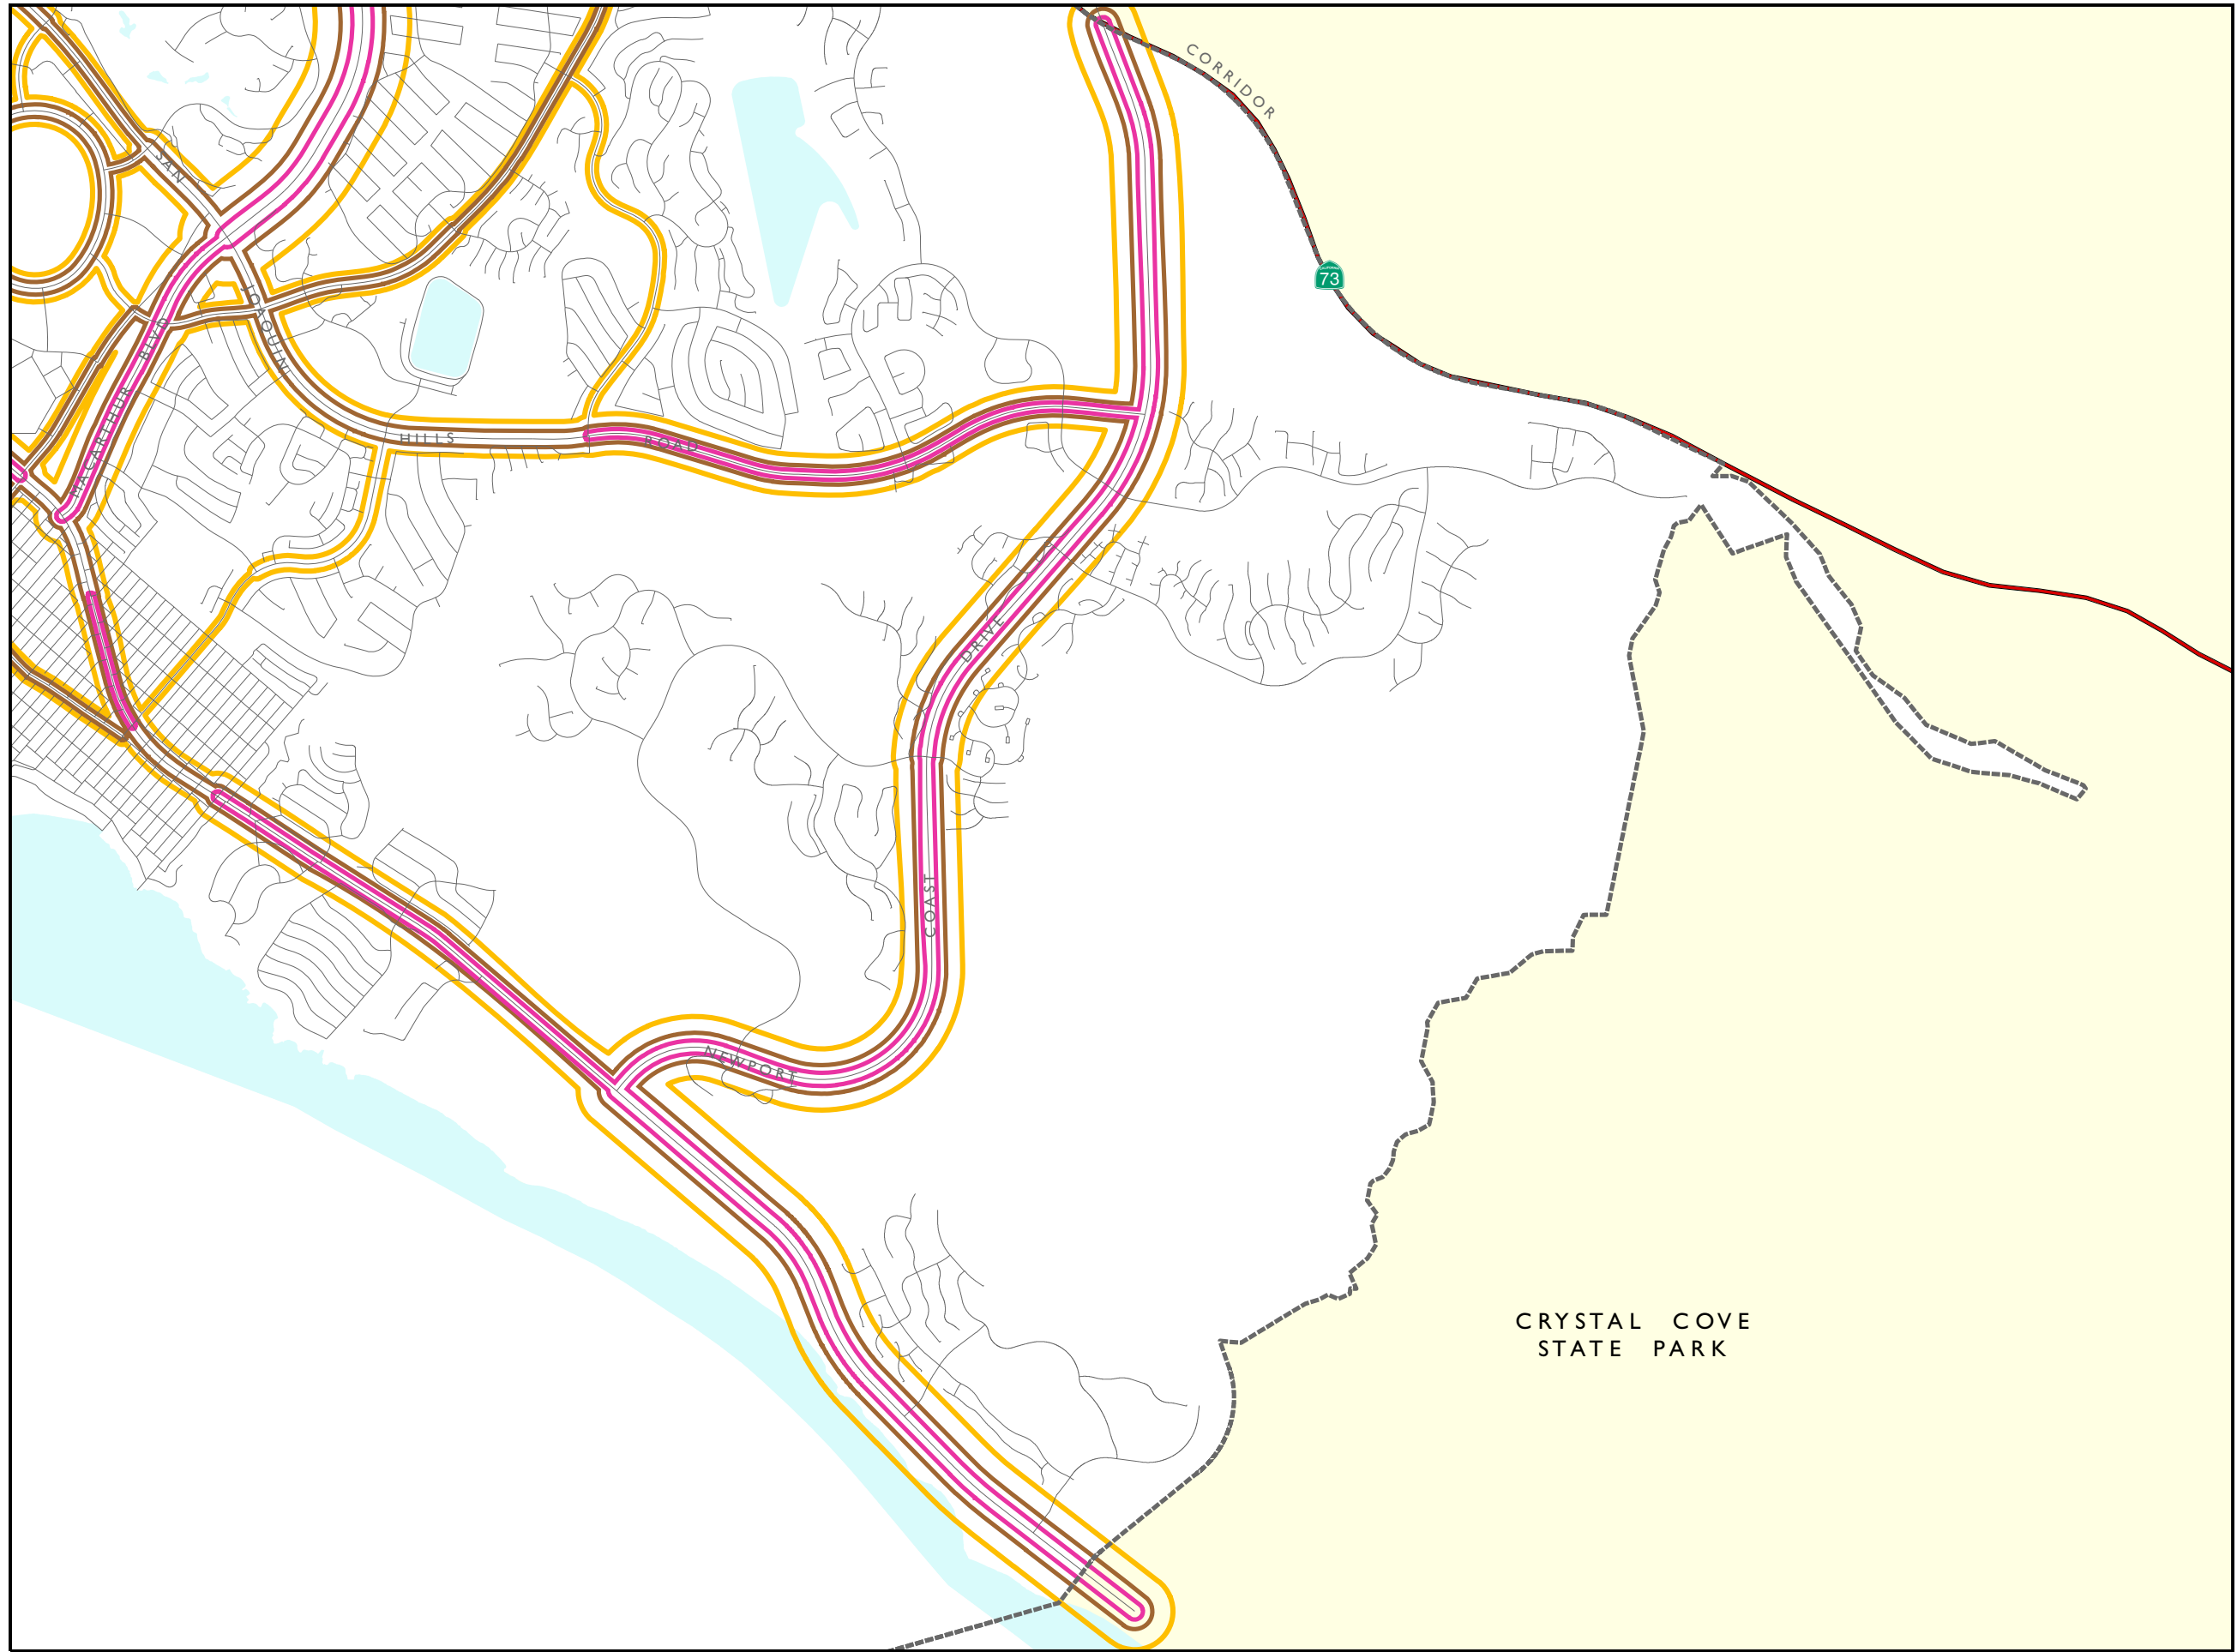 CORRIDOR
73
SAN
JOAQUIN
HILLS
ROAD
MACARTHUR
BLVD
DRIVE
COAST
NEWPORT
CRYSTAL COVE
STATE PARK